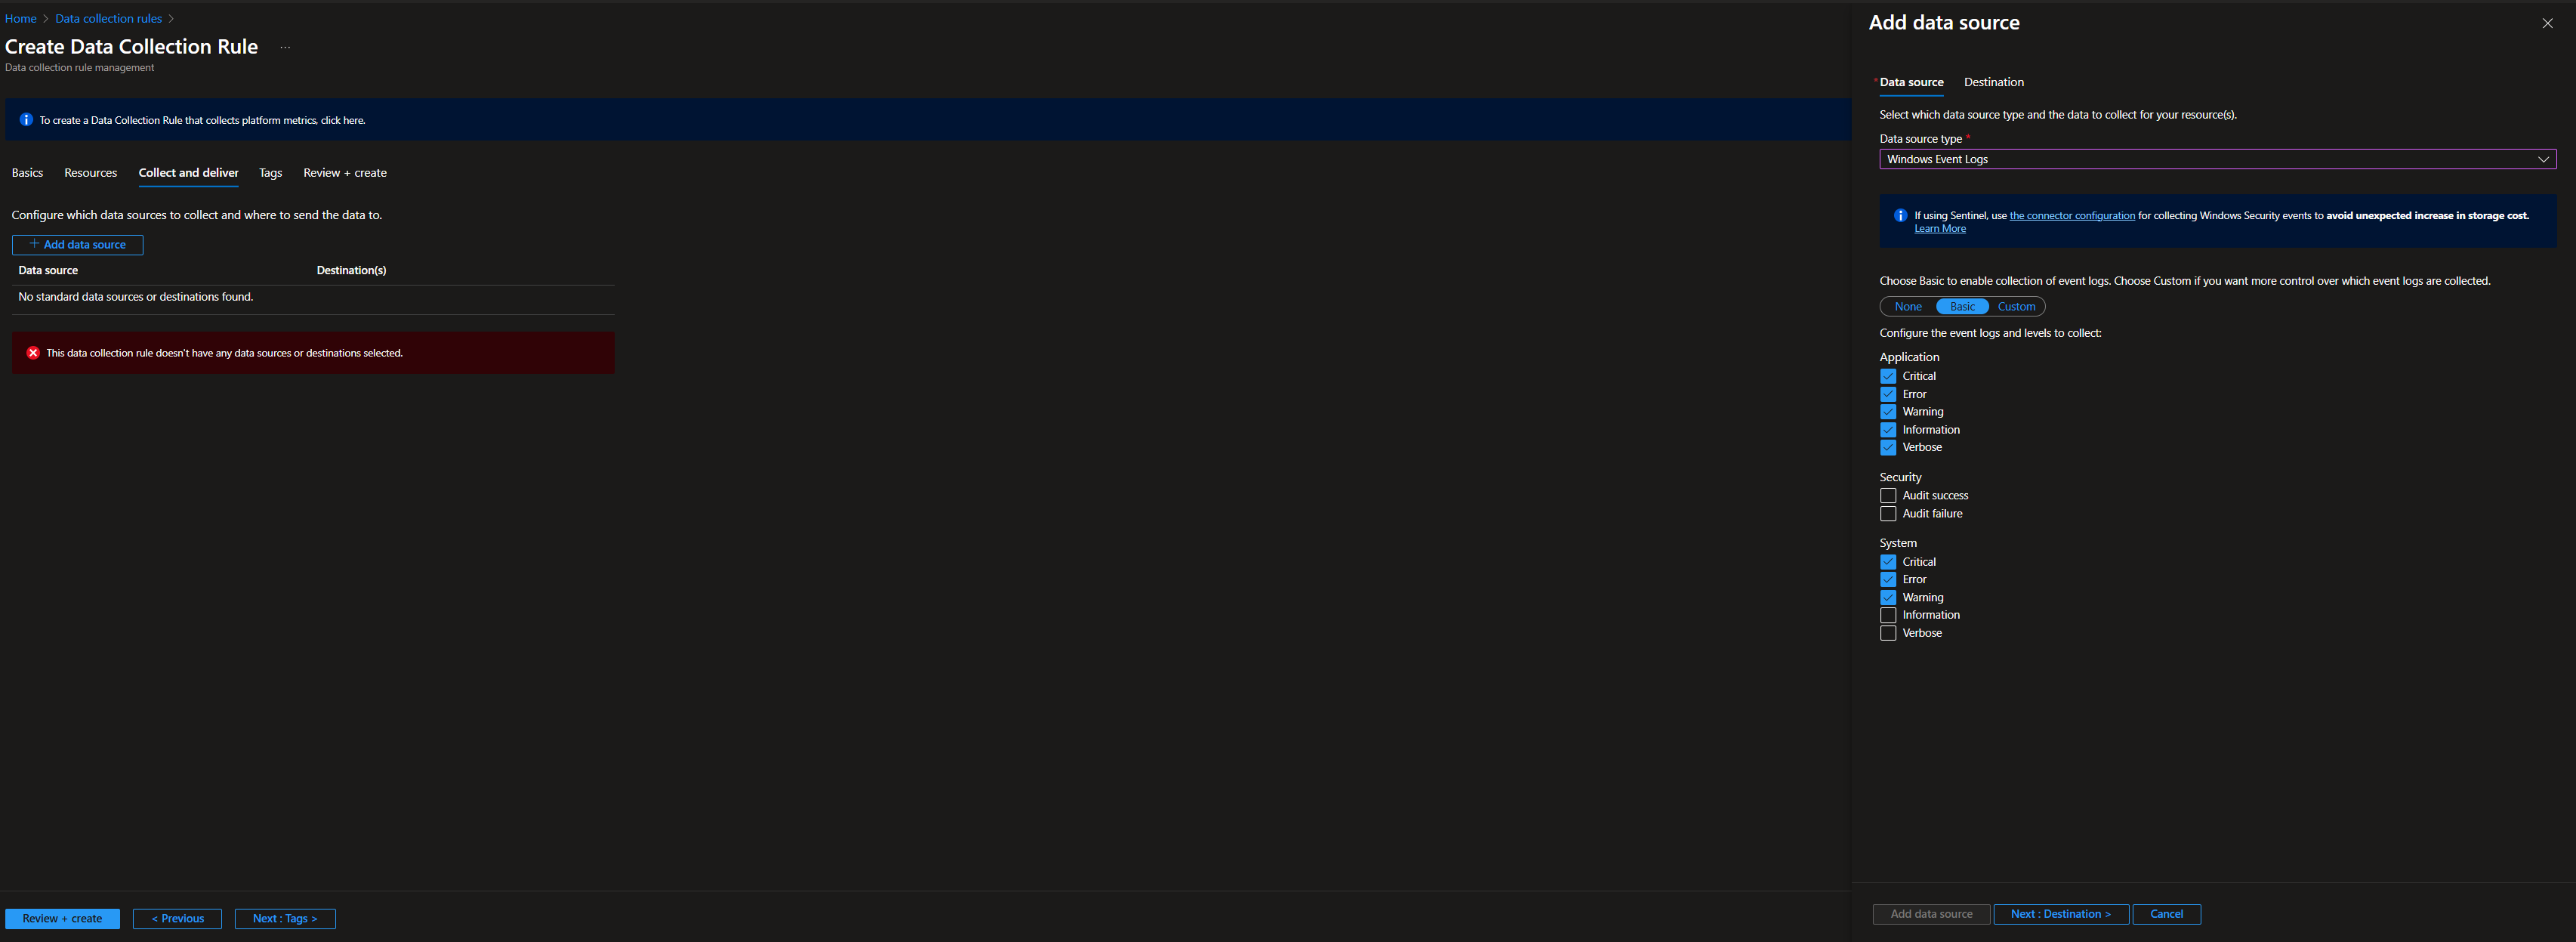 Home > Data collection rules >
Create Data Collection Rule ...
Data collection rule management
To create a Data Collection Rule that collects platform metrics, click here.
Basics Resources Collect and deliver Tags Review + create
Configure which data sources to collect and where to send the data to.
+ Add data source
Data source Destination(s)
No standard data sources or destinations found.
This data collection rule doesn't have any data sources or destinations selected.
Review + create < Previous Next : Tags >
Add data source
* Data source Destination
Select which data source type and the data to collect for your resource(s).
Data source type *
Windows Event Logs
If using Sentinel, use the connector configuration for collecting Windows Security events to avoid unexpected increase in storage cost.
Learn More
Choose Basic to enable collection of event logs. Choose Custom if you want more control over which event logs are collected.
None Basic Custom
Configure the event logs and levels to collect:
Application
Critical
Error
Warning
Information
Verbose
Security
Audit success
Audit failure
System
Critical
Error
Warning
Information
Verbose
Add data source Next : Destination > Cancel